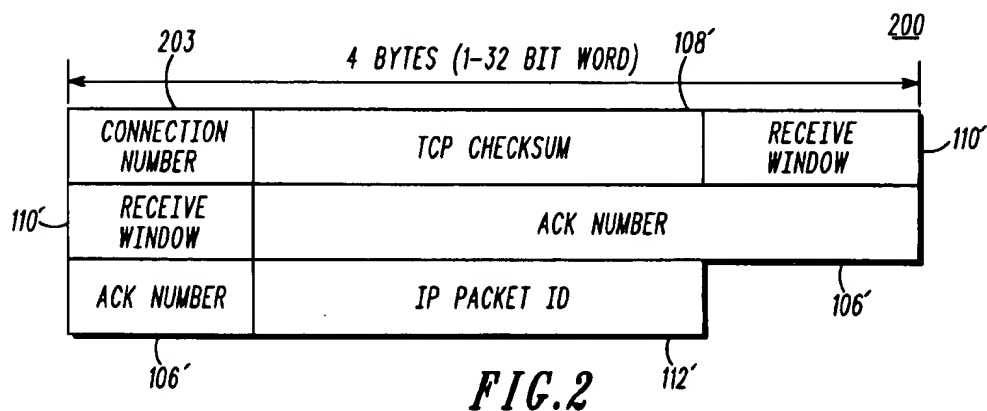 200
203
4 BYTES (1-32 BIT WORD)
108´
CONNECTION
NUMBER
TCP CHECKSUM
RECEIVE
WINDOW
110´
110´
RECEIVE
WINDOW
ACK NUMBER
ACK NUMBER
IP PACKET ID
106´
106´
112´
FIG.2